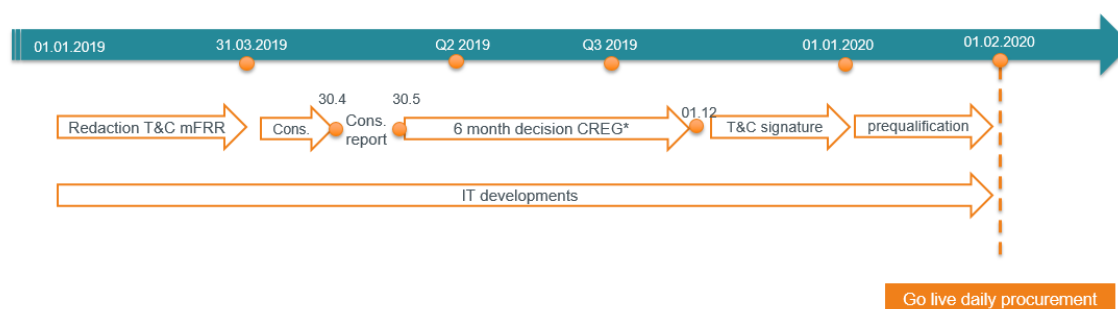 01.01.2019 31.03.2019 Q2 2019 Q3 2019 01.01.2020 01.02.2020
30.4 30.5 01.12
Redaction T&C mFRR Cons. Cons. report 6 month decision CREG* T&C signature prequalification
IT developments
Go live daily procurement